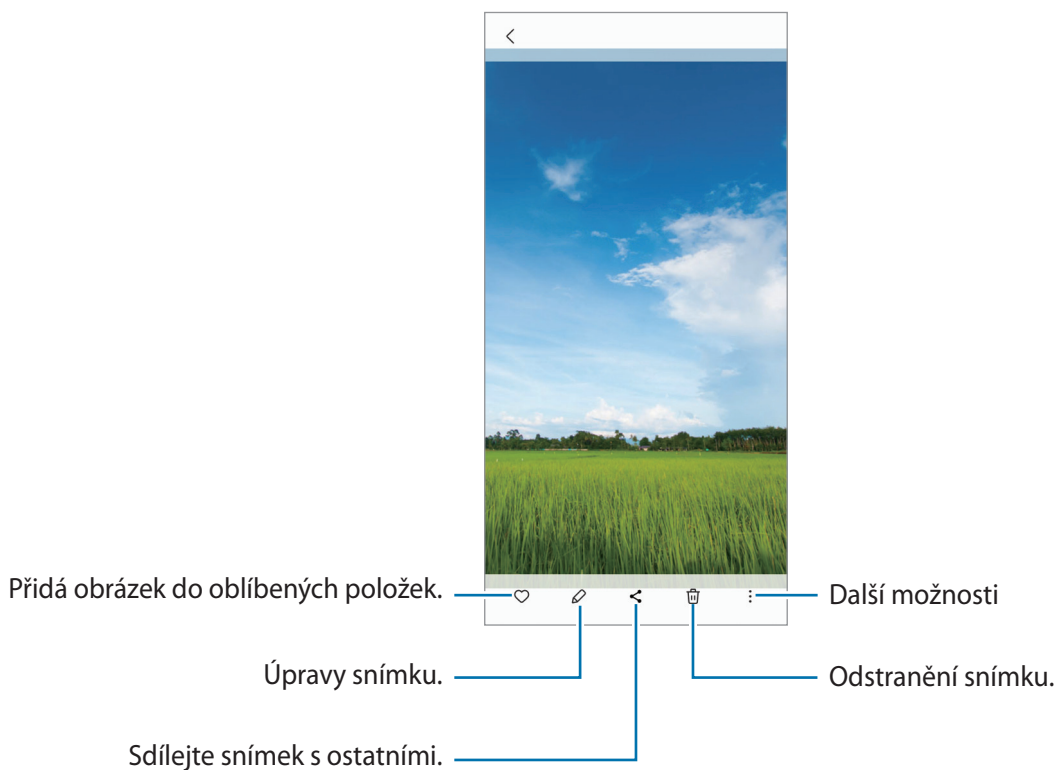 Přidá obrázek do oblíbených položek.
Další možnosti
Úpravy snímku.
Odstranění snímku.
Sdílejte snímek s ostatními.